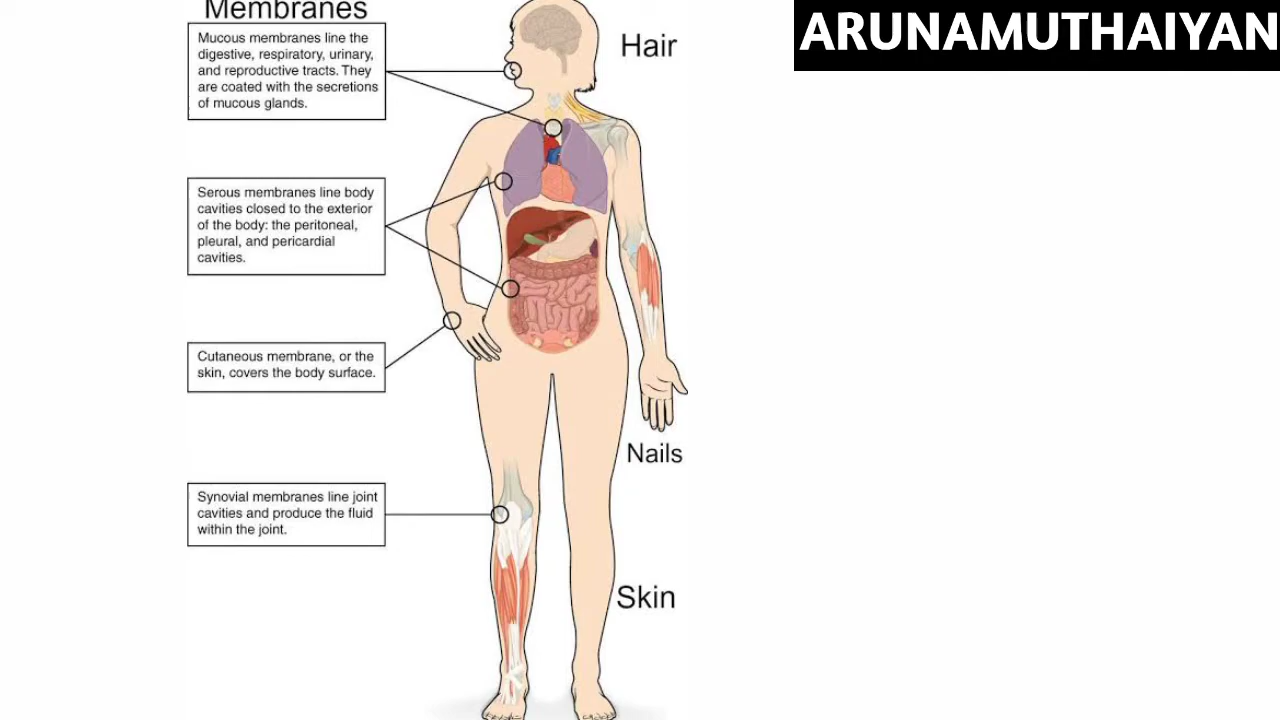 Membranes
Mucous membranes line the
digestive, respiratory, urinary,
and reproductive tracts. They
are coated with the secretions
of mucous glands.
Serous membranes line body
cavities closed to the exterior
of the body: the peritoneal,
pleural, and pericardial
cavities.
Cutaneous membrane, or the
skin, covers the body surface.
Synovial membranes line joint
cavities and produce the fluid
within the joint.
Hair
Nails
Skin
ARUNAMUTHAIYAN